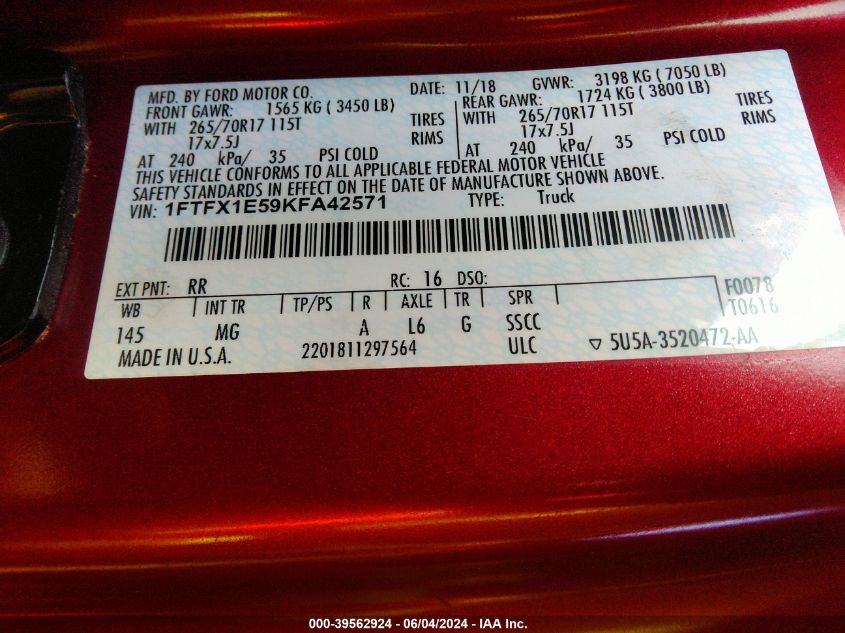 MFD. BY FORD MOTOR CO. DATE: 11/18 GVWR: 3198 KG ( 7050 LB)
FRONT GAWR: 1565 KG ( 3450 LB) REAR GAWR: 1724 KG ( 3800 LB)
WITH 265/70R17 115T TIRES WITH 265/70R17 115T TIRES
17x7.5J RIMS 17x7.5J RIMS
AT 240 kPa/ 35 PSI COLD AT 240 kPa/ 35 PSI COLD
THIS VEHICLE CONFORMS TO ALL APPLICABLE FEDERAL MOTOR VEHICLE
SAFETY STANDARDS IN EFFECT ON THE DATE OF MANUFACTURE SHOWN ABOVE.
VIN: 1FTFX1E59KFA42571 TYPE: Truck
EXT PNT: RR RC: 16 DSO: F0078
WB INT TR TP/PS R AXLE TR SPR T0616
145 MG A L6 G SSCC
MADE IN U.S.A. 2201811297564 ULC ▽ 5U5A-3520472-AA
000-39562924 - 06/04/2024 - IAA Inc.